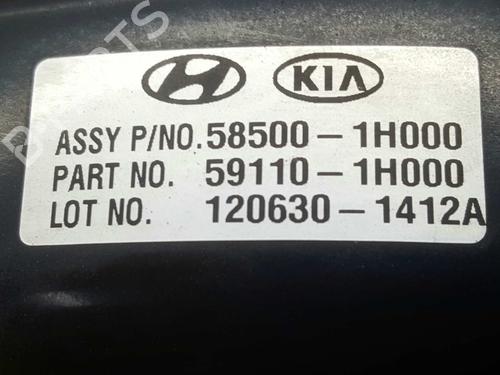 KIA
ASSY P/NO. 58500-1H000
PART NO. 59110-1H000
LOT NO. 120630-1412A